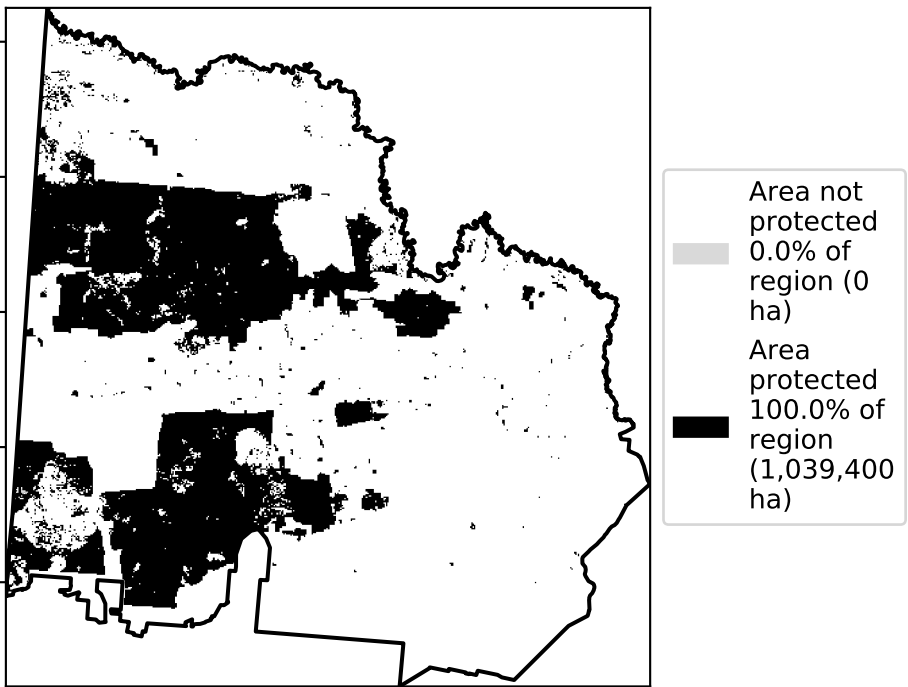 Area not
protected
0.0% of
region (0
ha)
Area
protected
100.0% of
region
(1,039,400
ha)